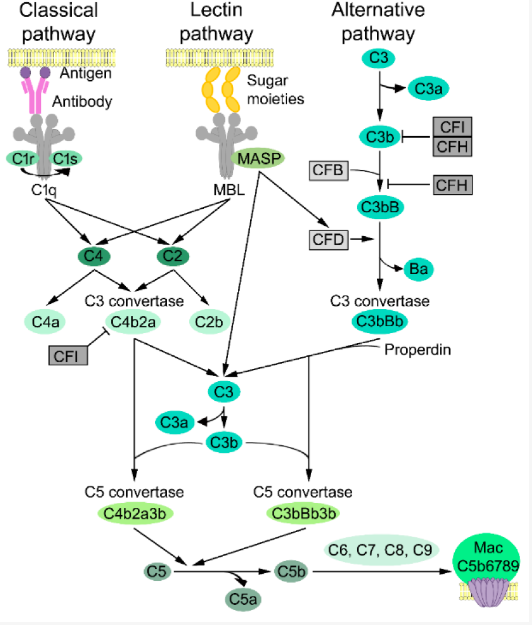 Classical
pathway
Lectin
pathway
Alternative
pathway
Antigen
Antibody
C1r
C1s
C1q
Sugar
moieties
MASP
MBL
C3
C3a
C3b
CFI
CFH
CFB
CFH
C3bB
CFD
Ba
C3 convertase
C3bBb
Properdin
C4
C2
C3 convertase
C4a
C4b2a
C2b
CFI
C3
C3a
C3b
C5 convertase
C4b2a3b
C5 convertase
C3bBb3b
C5
C5a
C5b
C6, C7, C8, C9
Mac
C5b6789